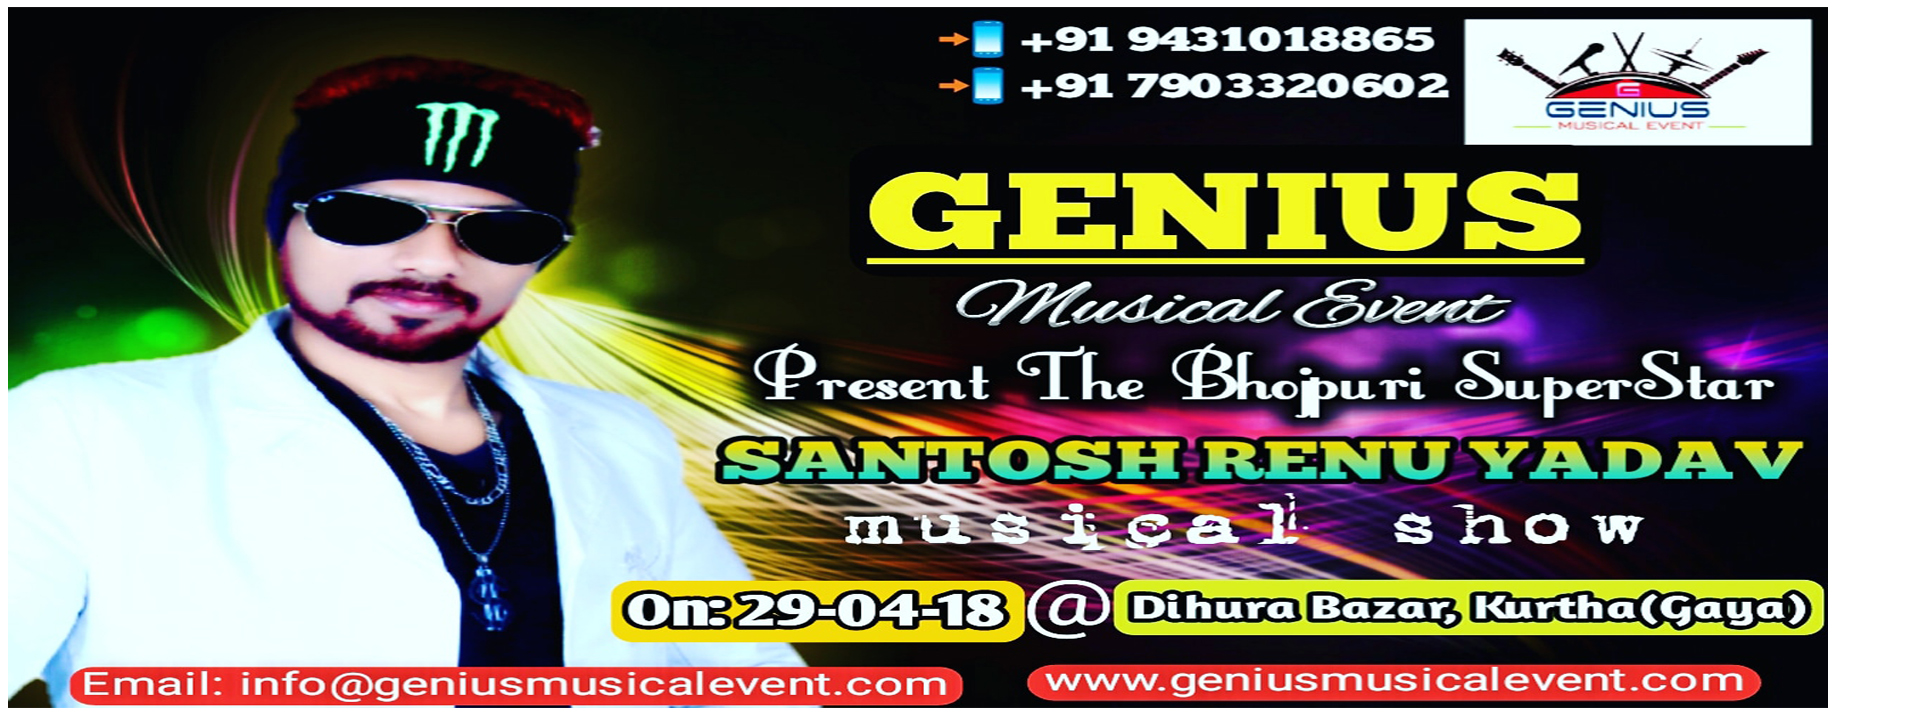 +91 9431018865
+91 7903320602
G
GENIUS
MUSICAL EVENT
GENIUS
Musical Event
Present The Bhojpuri SuperStar
SANTOSH RENU YADAV
musical show
On: 29-04-18 @ Dihura Bazar, Kurtha(Gaya)
Email: info@geniusmusicalevent.com
www.geniusmusicalevent.com